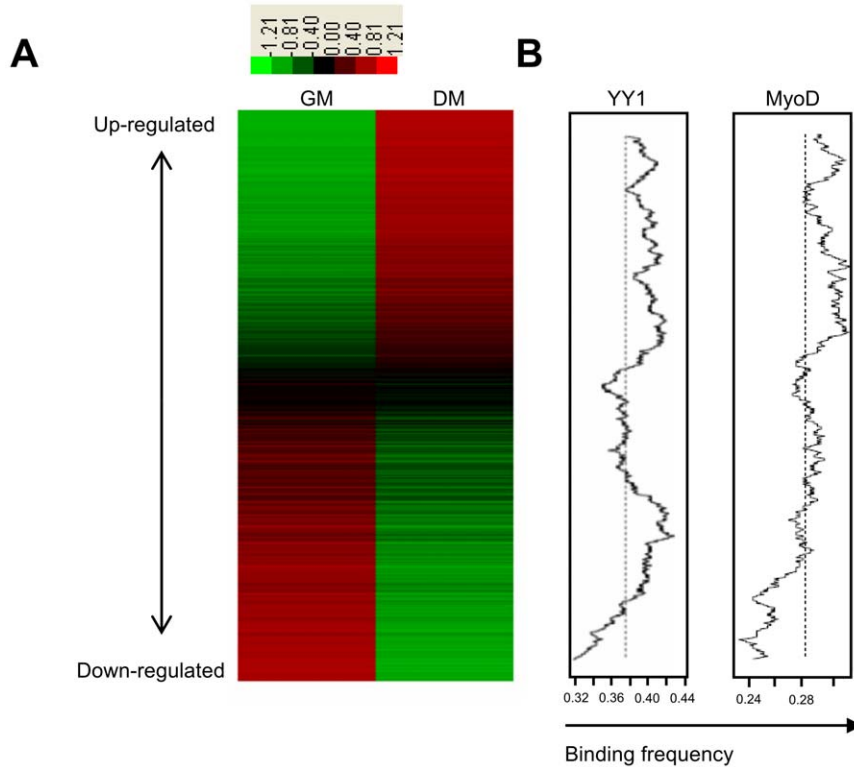 A
-1.21
-0.81
-0.40
0.00
0.40
0.81
1.21
GM DM
Up-regulated
Down-regulated
B
YY1 MyoD
0.32 0.36 0.40 0.44
0.24 0.28
Binding frequency